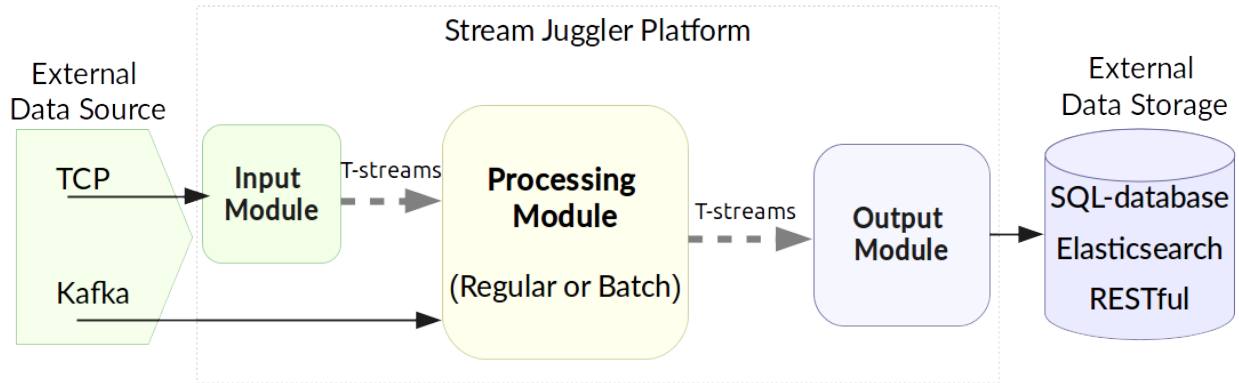 Stream Juggler Platform
External
Data Source
TCP
Kafka
Input
Module
T-streams
Processing
Module
(Regular or Batch)
T-streams
Output
Module
External
Data Storage
SQL-database
Elasticsearch
RESTful